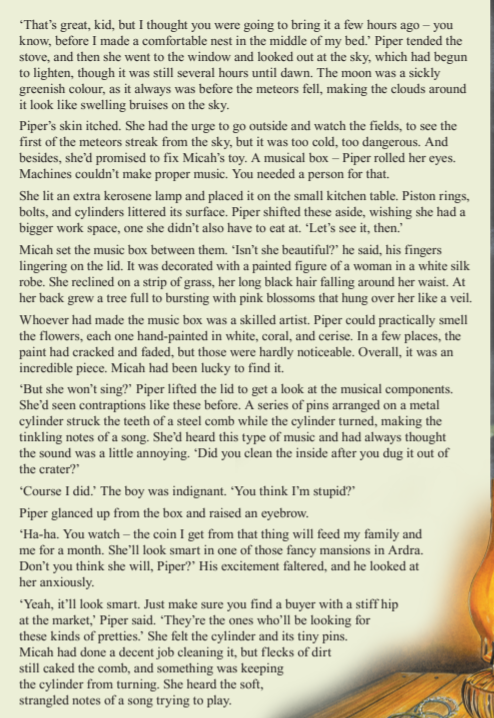 ‘That’s great, kid, but I thought you were going to bring it a few hours ago – you
know, before I made a comfortable nest in the middle of my bed.’ Piper tended the
stove, and then she went to the window and looked out at the sky, which had begun
to lighten, though it was still several hours until dawn. The moon was a sickly
greenish colour, as it always was before the meteors fell, making the clouds around
it look like swelling bruises on the sky.
Piper’s skin itched. She had the urge to go outside and watch the fields, to see the
first of the meteors streak from the sky, but it was too cold, too dangerous. And
besides, she’d promised to fix Micah’s toy. A musical box – Piper rolled her eyes.
Machines couldn’t make proper music. You needed a person for that.
She lit an extra kerosene lamp and placed it on the small kitchen table. Piston rings,
bolts, and cylinders littered its surface. Piper shifted these aside, wishing she had a
bigger work space, one she didn’t also have to eat at. ‘Let’s see it, then.’
Micah set the music box between them. ‘Isn’t she beautiful?’ he said, his fingers
lingering on the lid. It was decorated with a painted figure of a woman in a white silk
robe. She reclined on a strip of grass, her long black hair falling around her waist. At
her back grew a tree full to bursting with pink blossoms that hung over her like a veil.
Whoever had made the music box was a skilled artist. Piper could practically smell
the flowers, each one hand-painted in white, coral, and cerise. In a few places, the
paint had cracked and faded, but those were hardly noticeable. Overall, it was an
incredible piece. Micah had been lucky to find it.
‘But she won’t sing?’ Piper lifted the lid to get a look at the musical components.
She’d seen contraptions like these before. A series of pins arranged on a metal
cylinder struck the teeth of a steel comb while the cylinder turned, making the
tinkling notes of a song. She’d heard this type of music and had always thought
the sound was a little annoying. ‘Did you clean the inside after you dug it out of
the crater?’
‘Course I did.’ The boy was indignant. ‘You think I’m stupid?’
Piper glanced up from the box and raised an eyebrow.
‘Ha-ha. You watch – the coin I get from that thing will feed my family and
me for a month. She’ll look smart in one of those fancy mansions in Ardra.
Don’t you think she will, Piper?’ His excitement faltered, and he looked at
her anxiously.
‘Yeah, it’ll look smart. Just make sure you find a buyer with a stiff hip
at the market,’ Piper said. ‘They’re the ones who’ll be looking for
these kinds of pretties.’ She felt the cylinder and its tiny pins.
Micah had done a decent job cleaning it, but flecks of dirt
still caked the comb, and something was keeping
the cylinder from turning. She heard the soft,
strangled notes of a song trying to play.